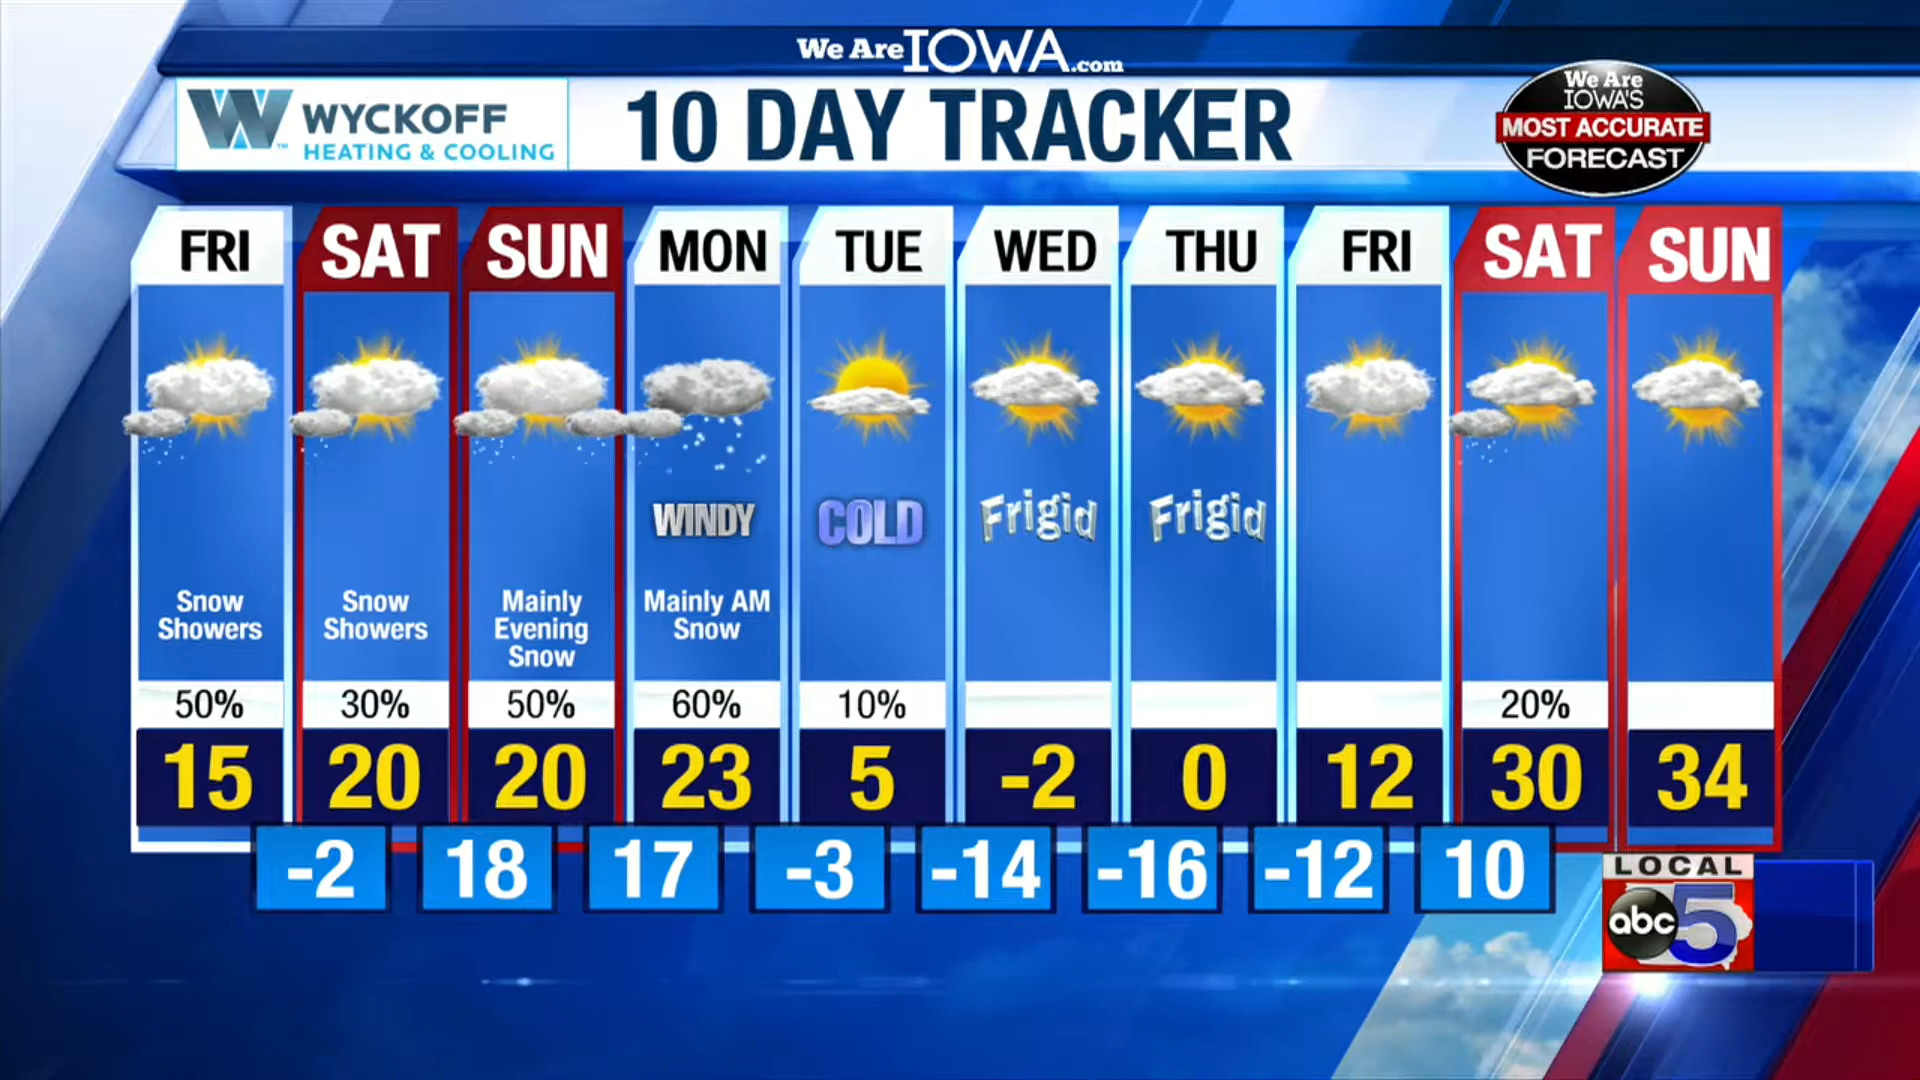 We Are IOWA.com
WYCKOFF
HEATING & COOLING
™
10 DAY TRACKER
We Are
IOWA'S
MOST ACCURATE
FORECAST
FRI SAT SUN MON TUE WED THU FRI SAT SUN
WINDY COLD Frigid Frigid
Snow
Showers
Snow
Showers
Mainly
Evening
Snow
Mainly AM
Snow
50% 30% 50% 60% 10% 20%
15 20 20 23 5 -2 0 12 30 34
-2 18 17 -3 -14 -16 -12 10
LOCAL
abc 5